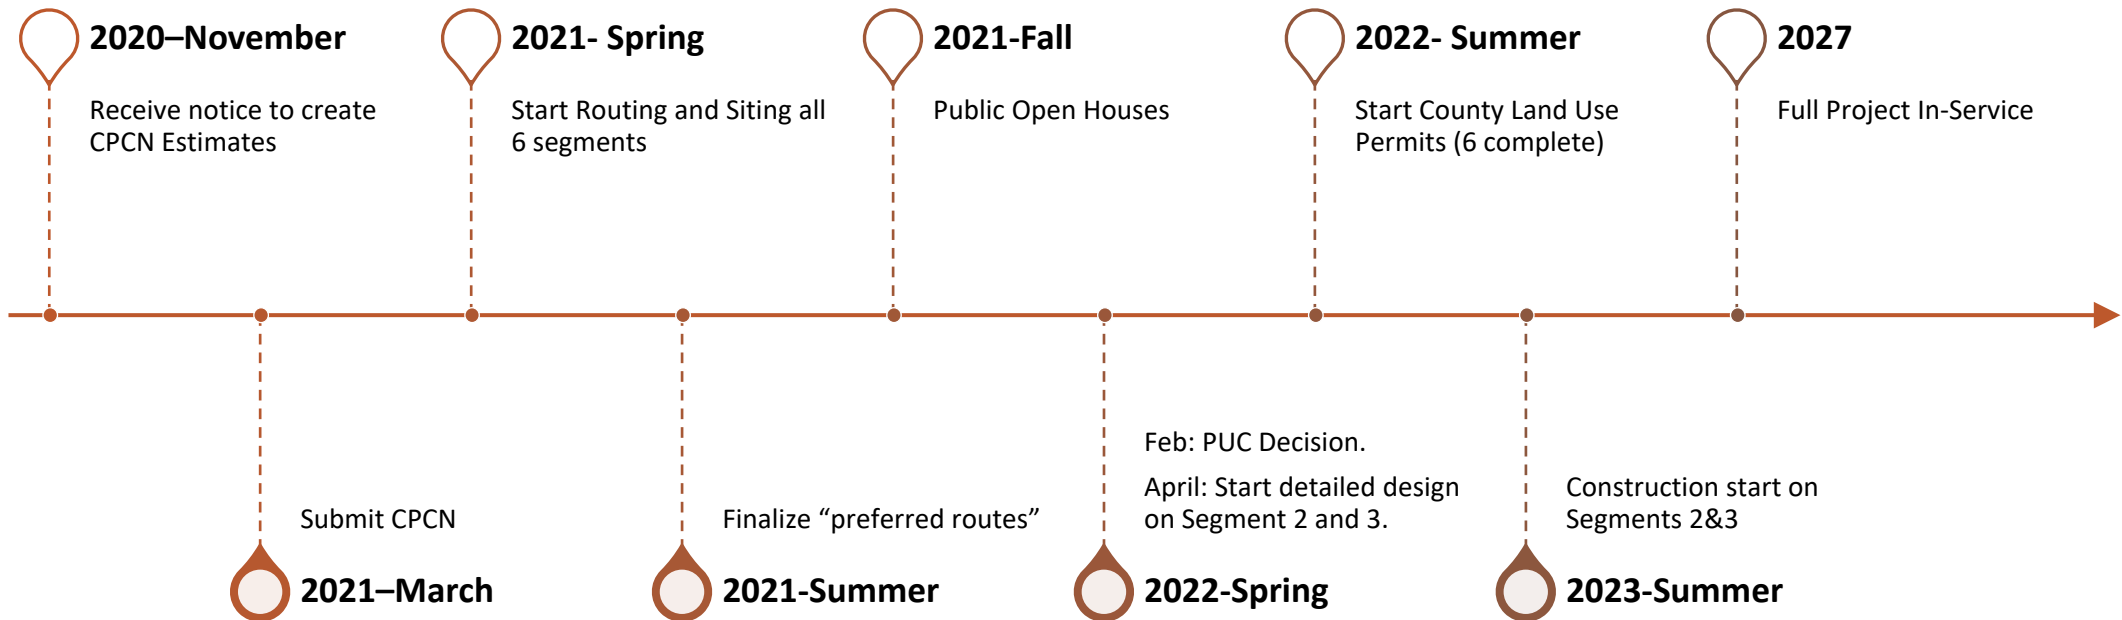 2020–November
Receive notice to create
CPCN Estimates
2021- Spring
Start Routing and Siting all
6 segments
2021-Fall
Public Open Houses
2022- Summer
Start County Land Use
Permits (6 complete)
2027
Full Project In-Service
Submit CPCN
2021–March
Finalize “preferred routes”
2021-Summer
Feb: PUC Decision.
April: Start detailed design
on Segment 2 and 3.
2022-Spring
Construction start on
Segments 2&3
2023-Summer